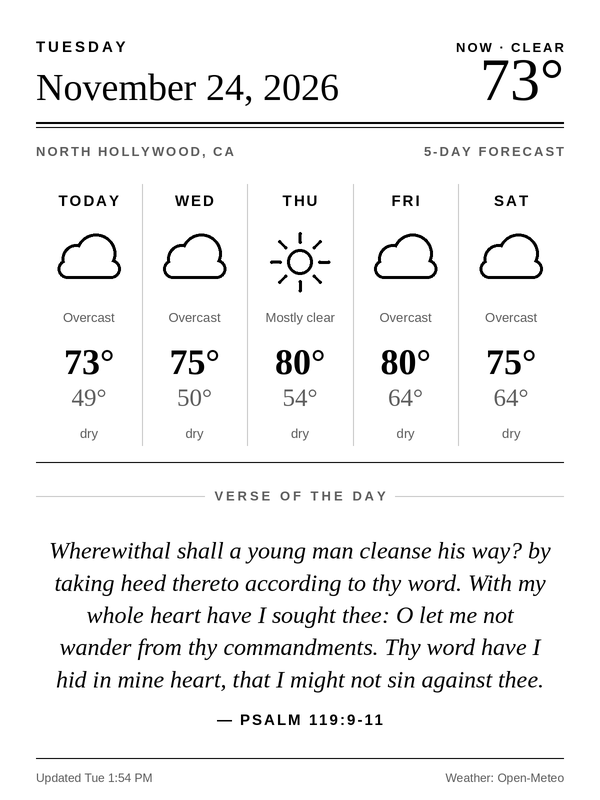 TUESDAY
NOW · CLEAR
November 24, 2026
73°
NORTH HOLLYWOOD, CA
5-DAY FORECAST
TODAY WED THU FRI SAT
Overcast Overcast Mostly clear Overcast Overcast
73° 75° 80° 80° 75°
49° 50° 54° 64° 64°
dry dry dry dry dry
VERSE OF THE DAY
Wherewithal shall a young man cleanse his way? by
taking heed thereto according to thy word. With my
whole heart have I sought thee: O let me not
wander from thy commandments. Thy word have I
hid in mine heart, that I might not sin against thee.
— PSALM 119:9-11
Updated Tue 1:54 PM
Weather: Open-Meteo